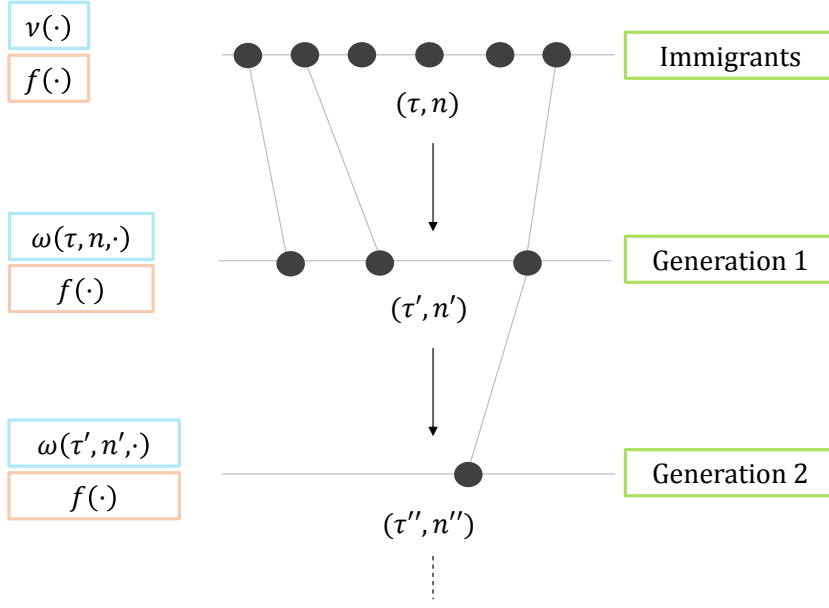 ν(·)
f(·)
Immigrants
(τ, n)
ω(τ, n,·)
f(·)
Generation 1
(τ′, n′)
ω(τ′, n′,·)
f(·)
Generation 2
(τ′′, n′′)